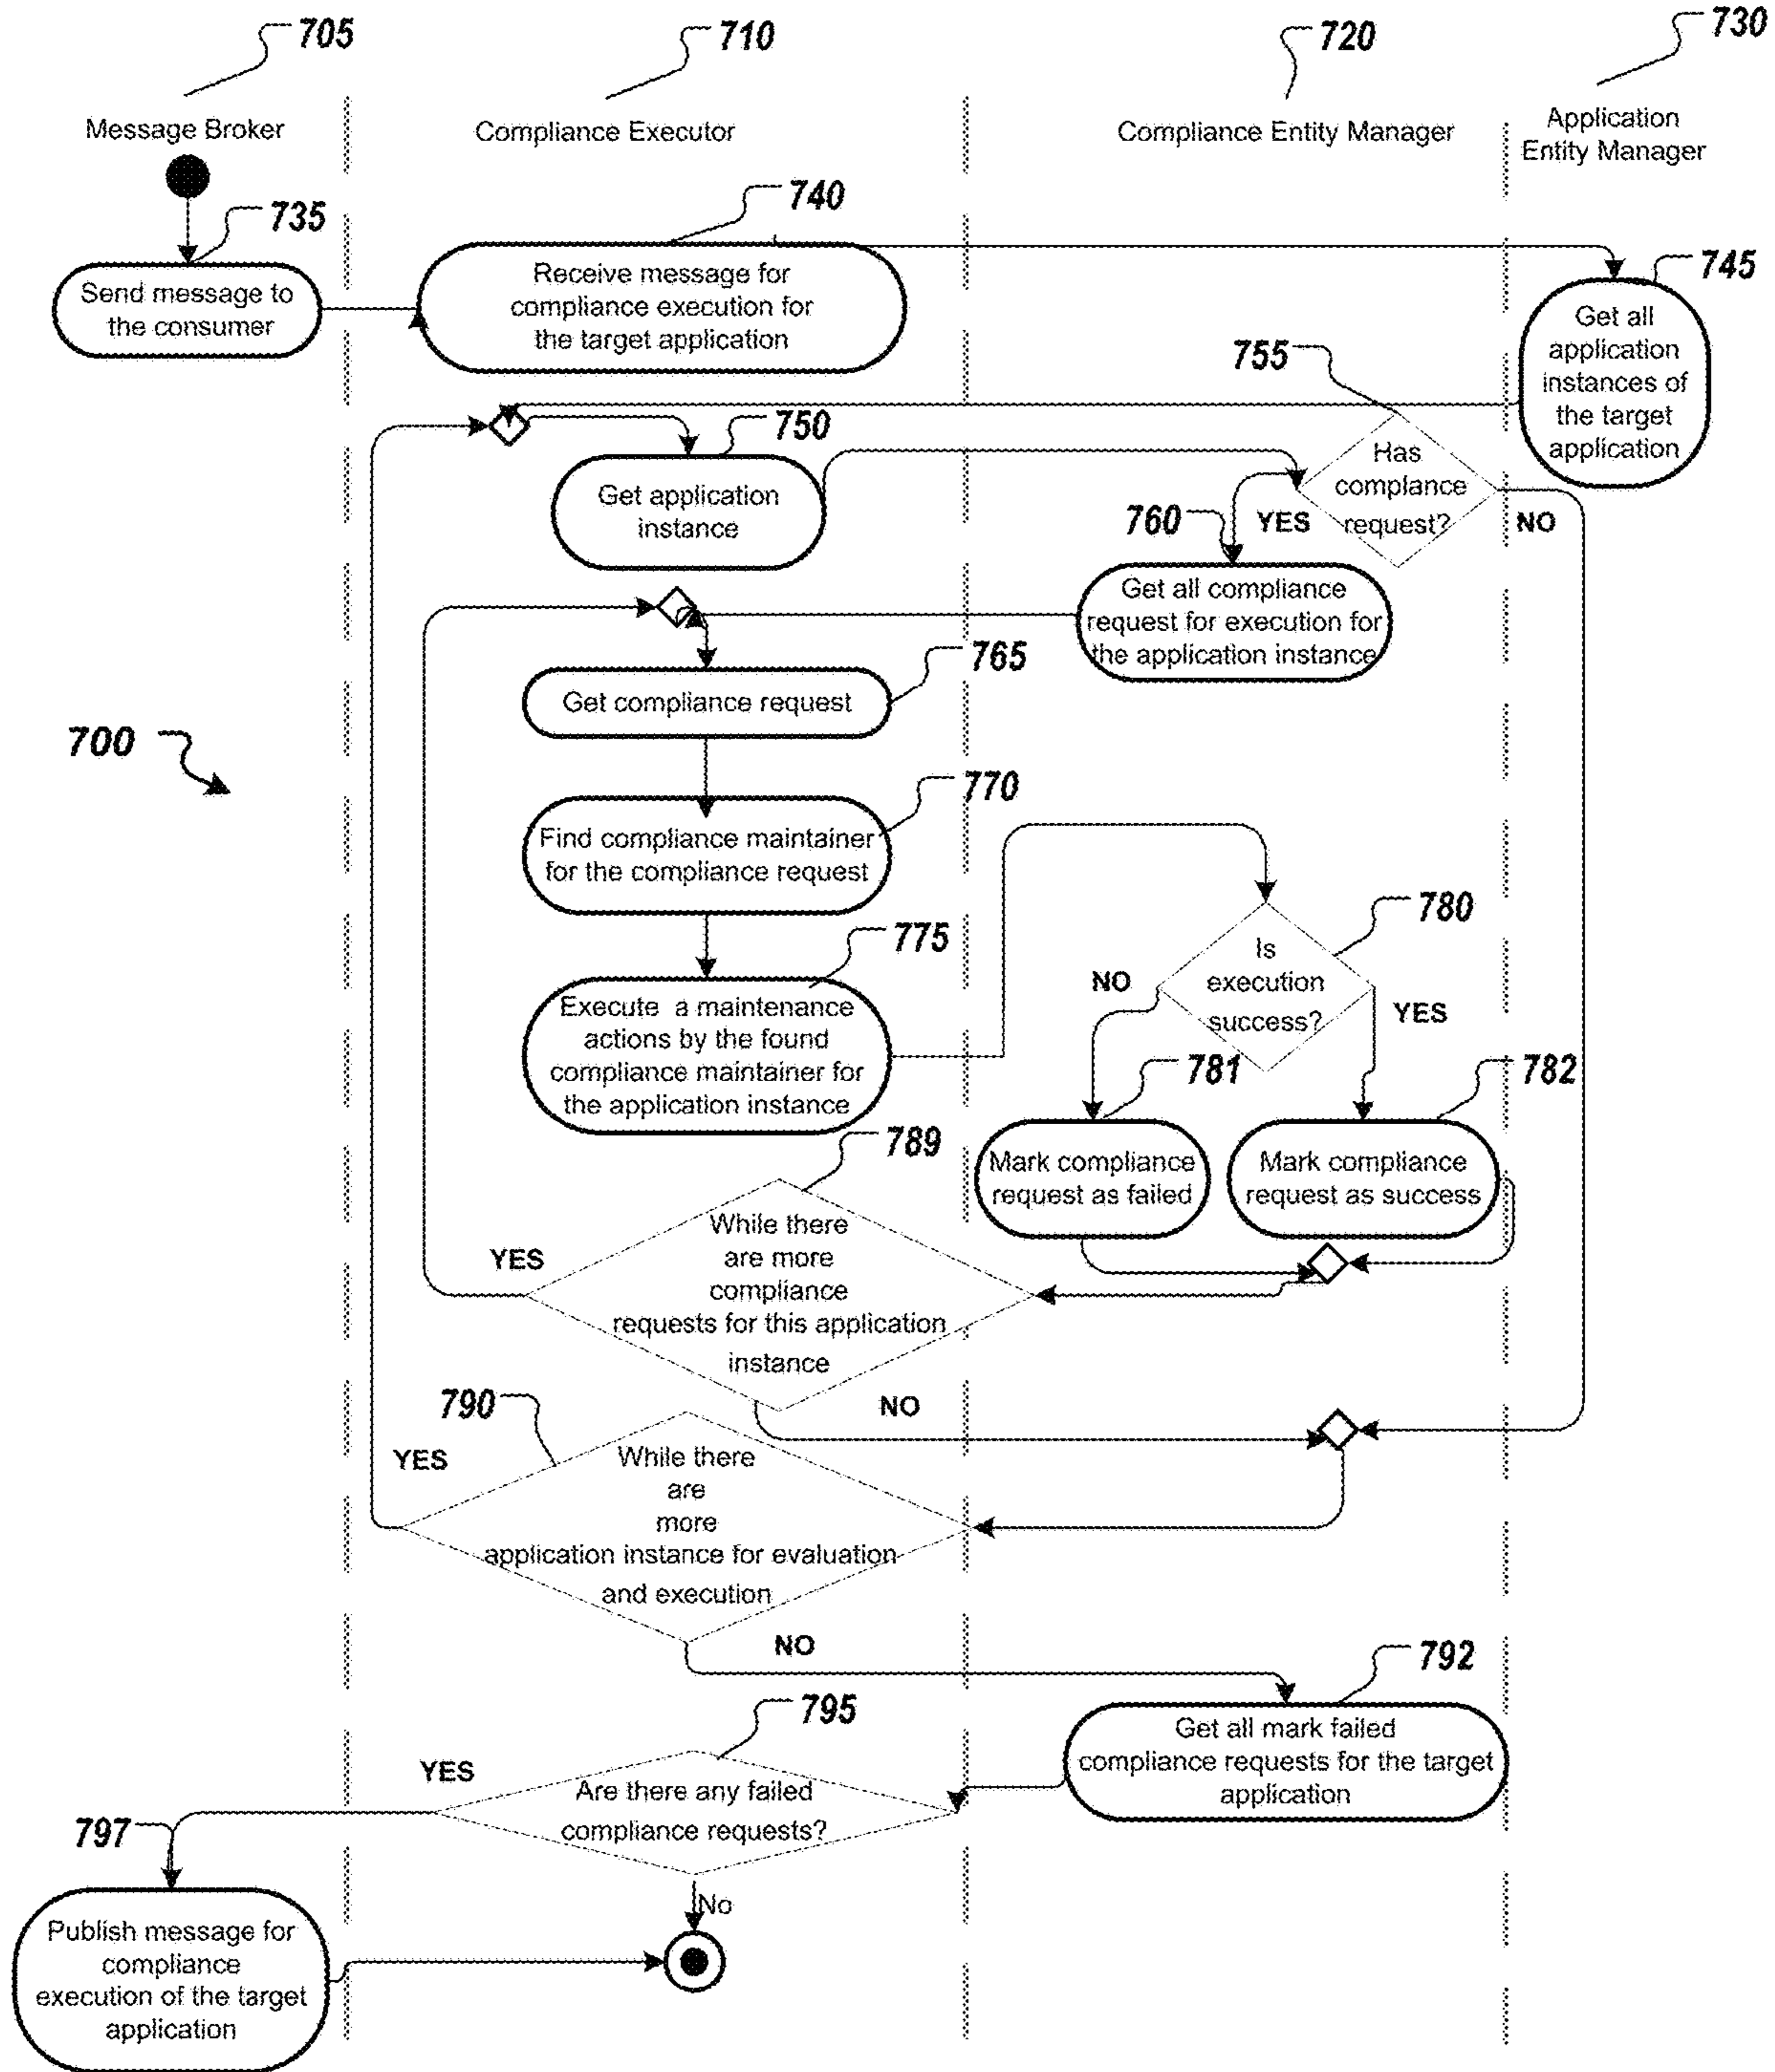 705
710
720
730
Message Broker
Compliance Executor
Compliance Entity Manager
Application
Entity Manager
735
740
745
Send message to
the consumer
Receive message for
compliance execution for
the target application
Get all
application
instances of
the target
application
755
750
Has
complance
request?
Get application
instance
760
YES
NO
Get all compliance
request for execution for
the application instance
765
Get compliance request
700
770
Find compliance maintainer
for the compliance request
775
780
Is
execution
success?
NO
YES
Execute a maintenance
actions by the found
compliance maintainer for
the application instance
781
782
Mark compliance
request as failed
Mark compliance
request as success
789
While there
are more
compliance
requests for this application
instance
YES
NO
790
YES
While there
are
more
application instance for evaluation
and execution
NO
792
Get all mark failed
compliance requests for the target
application
795
YES
Are there any failed
compliance requests?
797
No
Publish message for
compliance
execution of the target
application